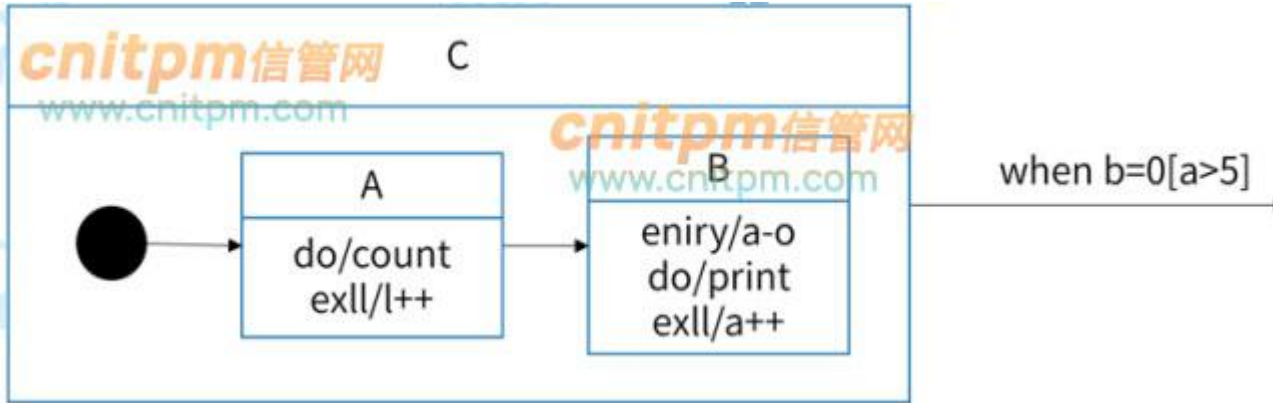 C
cnitpm信管网
www.cnitpm.com
cnitpm信管网
www.cnitpm.com
A
B
when b=0[a>5]
do/count
exll/l++
eniry/a-o
do/print
exll/a++